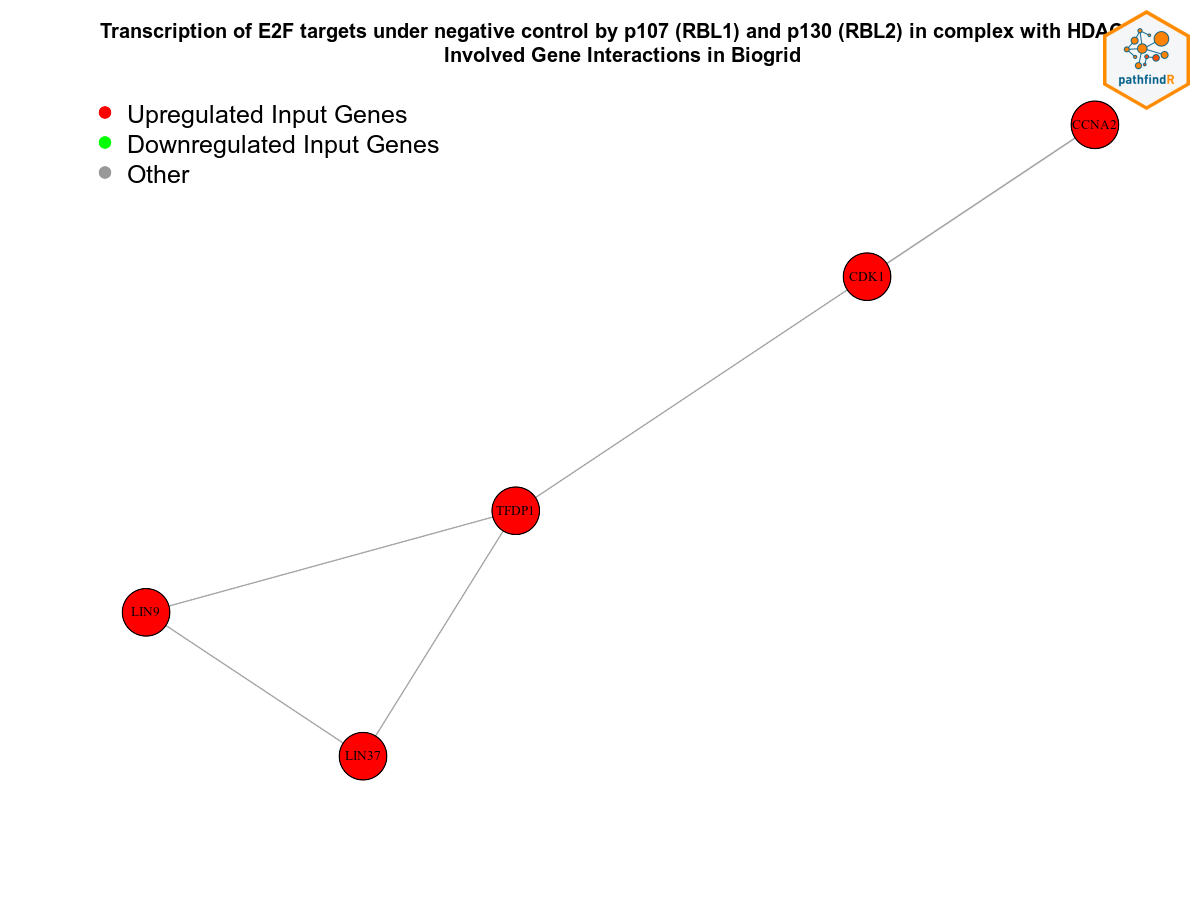 Transcription of E2F targets under negative control by p107 (RBL1) and p130 (RBL2) in complex with HDAC
Involved Gene Interactions in Biogrid
pathfindR
Upregulated Input Genes
Downregulated Input Genes
Other
CCNA2
CDK1
TFDP1
LIN9
LIN37